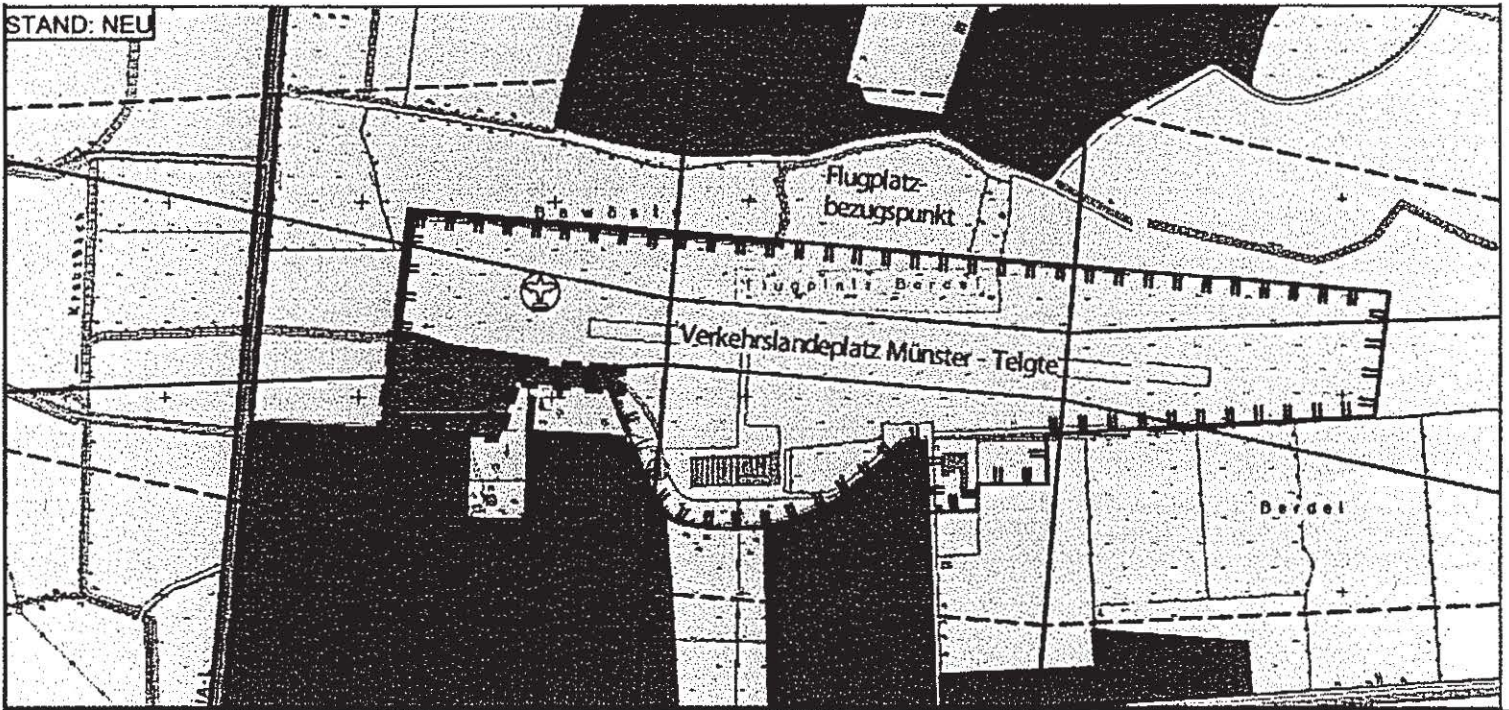 STAND: NEU
Flugplatz-
bezugspunkt
Verkehrslandeplatz Münster - Telgte
Berdel